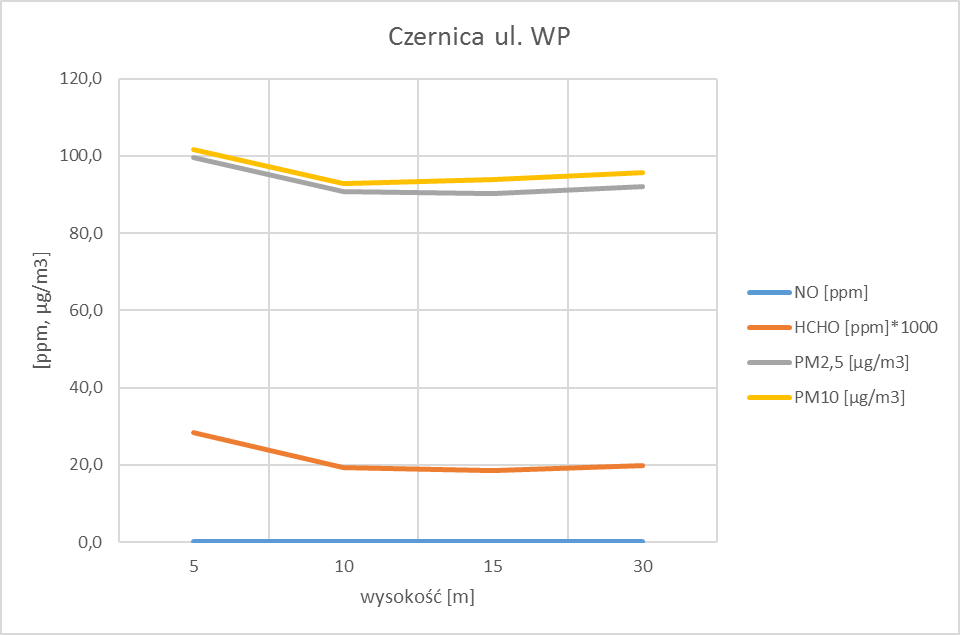 Czernica ul. WP
120,0
100,0
80,0
60,0
40,0
20,0
0,0
[ppm, µg/m3]
5 10 15 30
wysokość [m]
NO [ppm]
HCHO [ppm]*1000
PM2,5 [µg/m3]
PM10 [µg/m3]